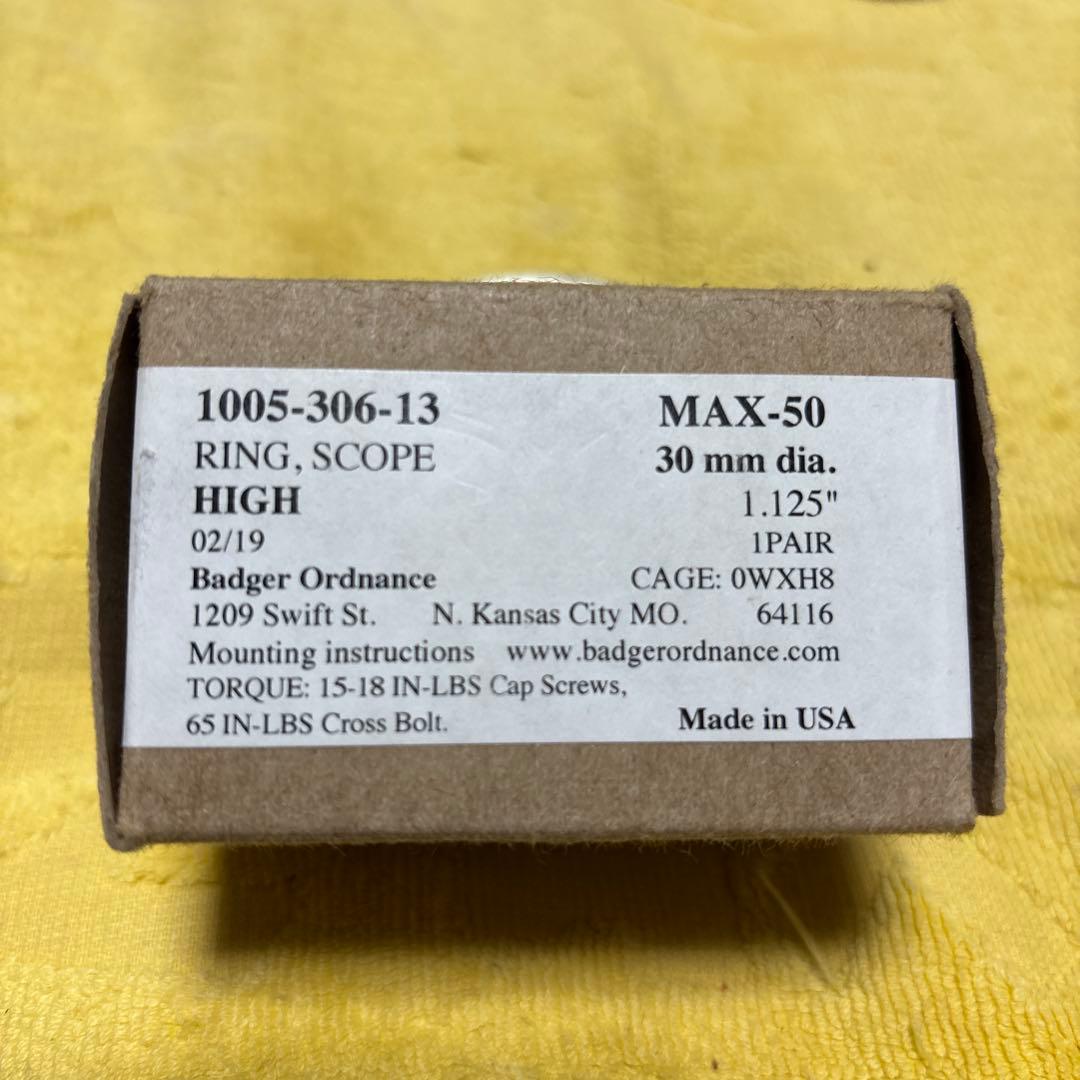 1005-306-13 MAX-50
RING, SCOPE 30 mm dia.
HIGH 1.125"
02/19 1PAIR
Badger Ordnance CAGE: 0WXH8
1209 Swift St. N. Kansas City MO. 64116
Mounting instructions www.badgerordnance.com
TORQUE: 15-18 IN-LBS Cap Screws,
65 IN-LBS Cross Bolt. Made in USA